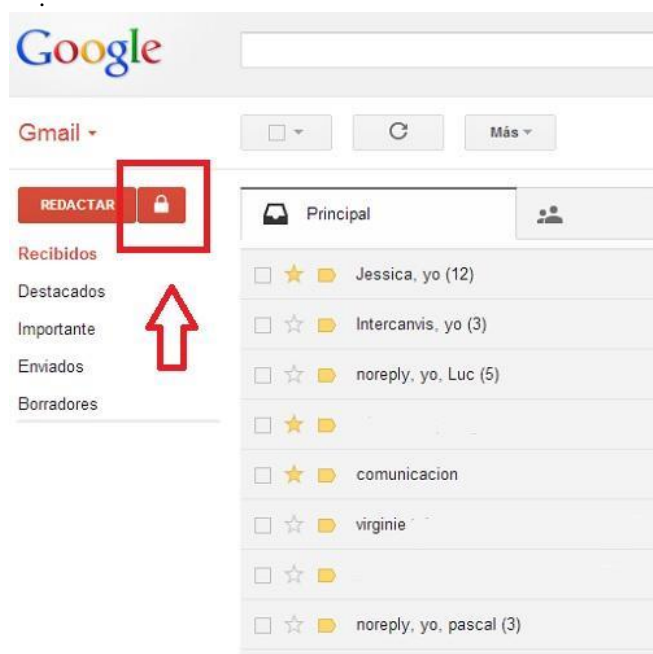 Google
Gmail
Más
REDACTAR
Principal
Recibidos
Destacados
Importante
Enviados
Borradores
Jessica, yo (12)
Intercanvis, yo (3)
noreply, yo, Luc (5)
comunicacion
virginie
noreply, yo, pascal (3)